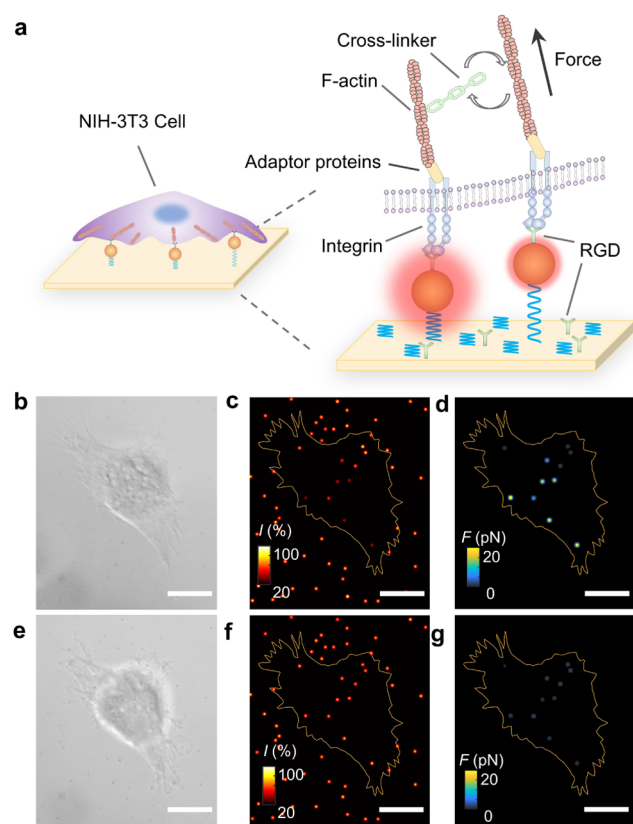 a
Cross-linker
F-actin
Force
NIH-3T3 Cell
Adaptor proteins
Integrin
RGD
b
c
I (%)
100
20
d
F (pN)
20
0
e
f
I (%)
100
20
g
F (pN)
20
0